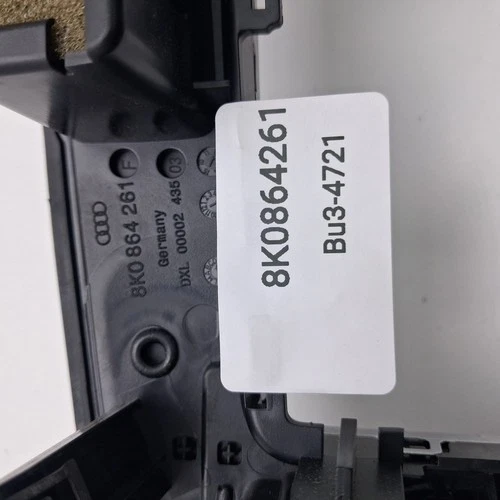 8K0 864 261 F
Germany
DXL 00002 435 03
8K0864261
Bu3-4721